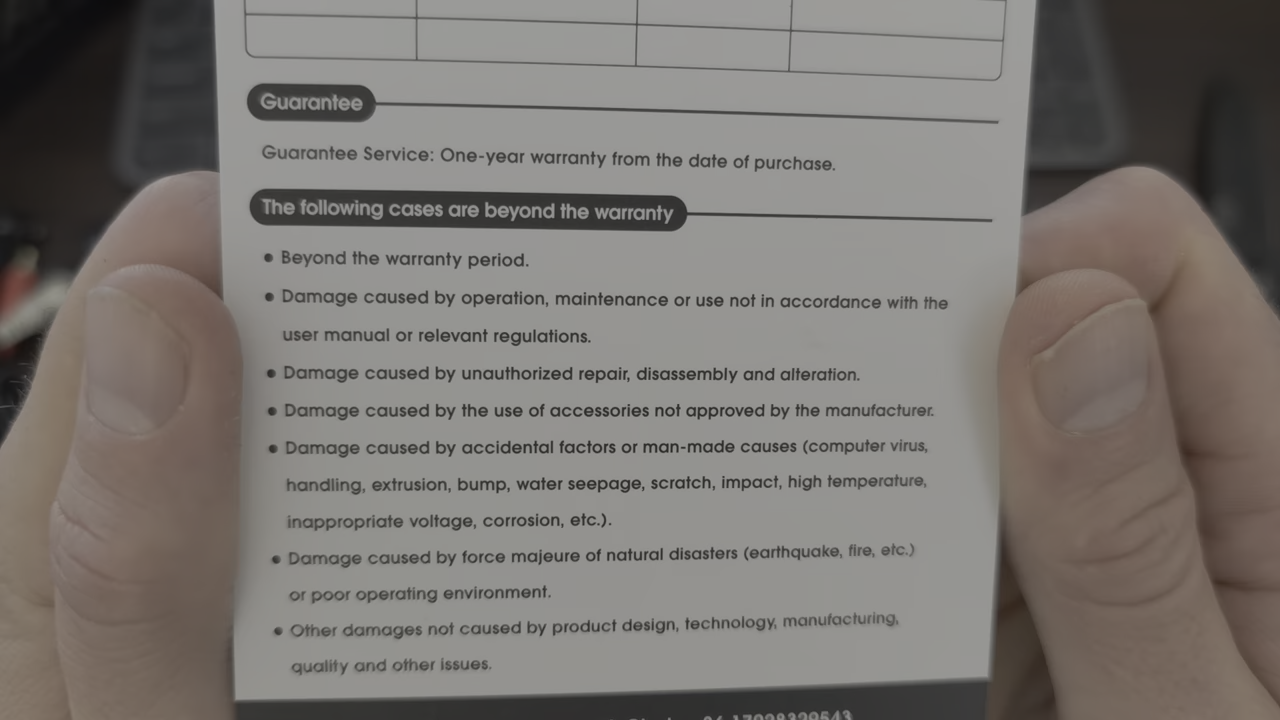 Guarantee
Guarantee Service: One-year warranty from the date of purchase.
The following cases are beyond the warranty
• Beyond the warranty period.
• Damage caused by operation, maintenance or use not in accordance with the
user manual or relevant regulations.
• Damage caused by unauthorized repair, disassembly and alteration.
• Damage caused by the use of accessories not approved by the manufacturer.
• Damage caused by accidental factors or man-made causes (computer virus,
handling, extrusion, bump, water seepage, scratch, impact, high temperature,
inappropriate voltage, corrosion, etc.).
• Damage caused by force majeure of natural disasters (earthquake, fire, etc.)
or poor operating environment.
• Other damages not caused by product design, technology, manufacturing,
quality and other issues.